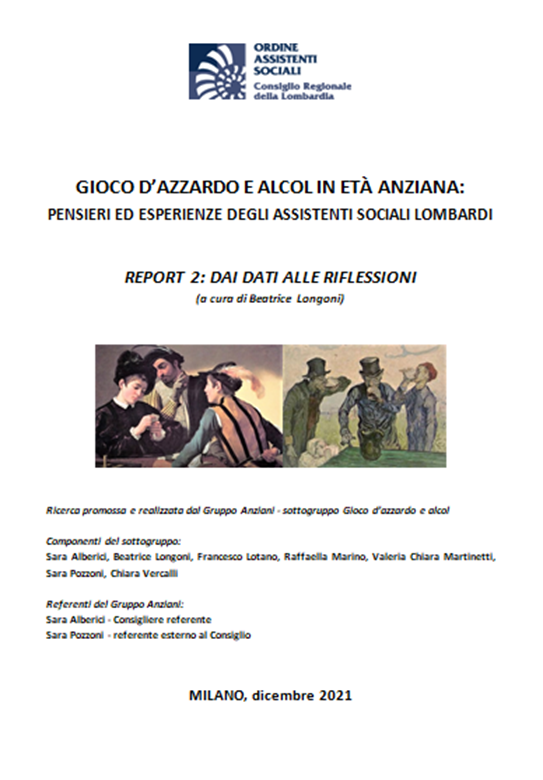 ORDINE
ASSISTENTI
SOCIALI
Consiglio Regionale
della Lombardia
GIOCO D'AZZARDO E ALCOL IN ETÀ ANZIANA:
PENSIERI ED ESPERIENZE DEGLI ASSISTENTI SOCIALI LOMBARDI
REPORT 2: DAI DATI ALLE RIFLESSIONI
(a cura di Beatrice Longoni)
Ricerca promossa e realizzata dal Gruppo Anziani - sottogruppo Gioco d'azzardo e alcol
Componenti del sottogruppo:
Sara Alberici, Beatrice Longoni, Francesco Lotano, Raffaella Marino, Valeria Chiara Martinetti,
Sara Pozzoni, Chiara Vercalli
Referenti del Gruppo Anziani:
Sara Alberici - Consigliere referente
Sara Pozzoni - referente esterno al Consiglio
MILANO, dicembre 2021